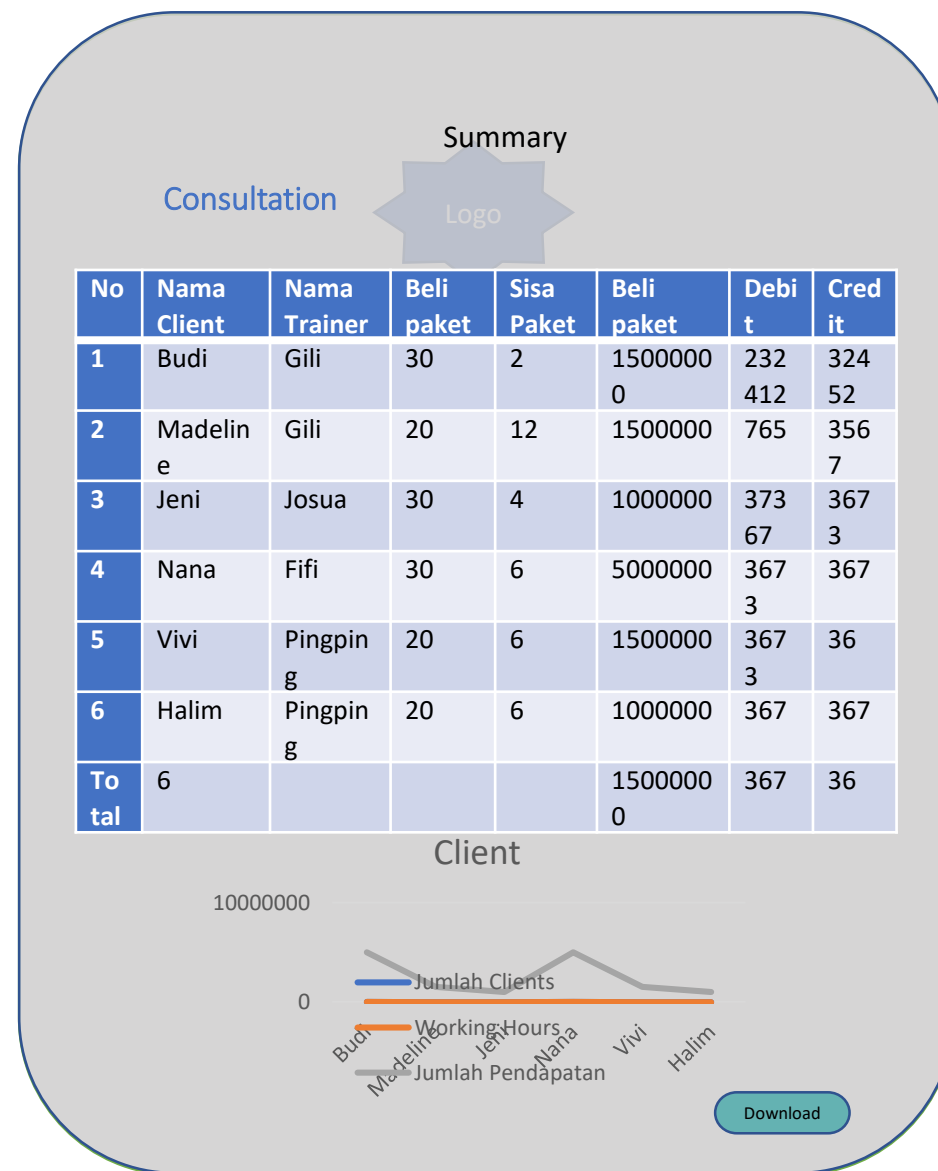 Summary
Consultation
Logo
No Nama Client Nama Trainer Beli paket Sisa Paket Beli paket Debit Credit
1 Budi Gili 30 2 15000000 232412 32452
2 Madeline Gili 20 12 1500000 765 3567
3 Jeni Josua 30 4 1000000 37367 3673
4 Nana Fifi 30 6 5000000 3673 367
5 Vivi Pingping 20 6 1500000 3673 36
6 Halim Pingping 20 6 1000000 367 367
Total 6 15000000 367 36
Client
10000000
0
Budi Madeline Jeni Nana Vivi Halim
Jumlah Clients
Working Hours
Jumlah Pendapatan
Download